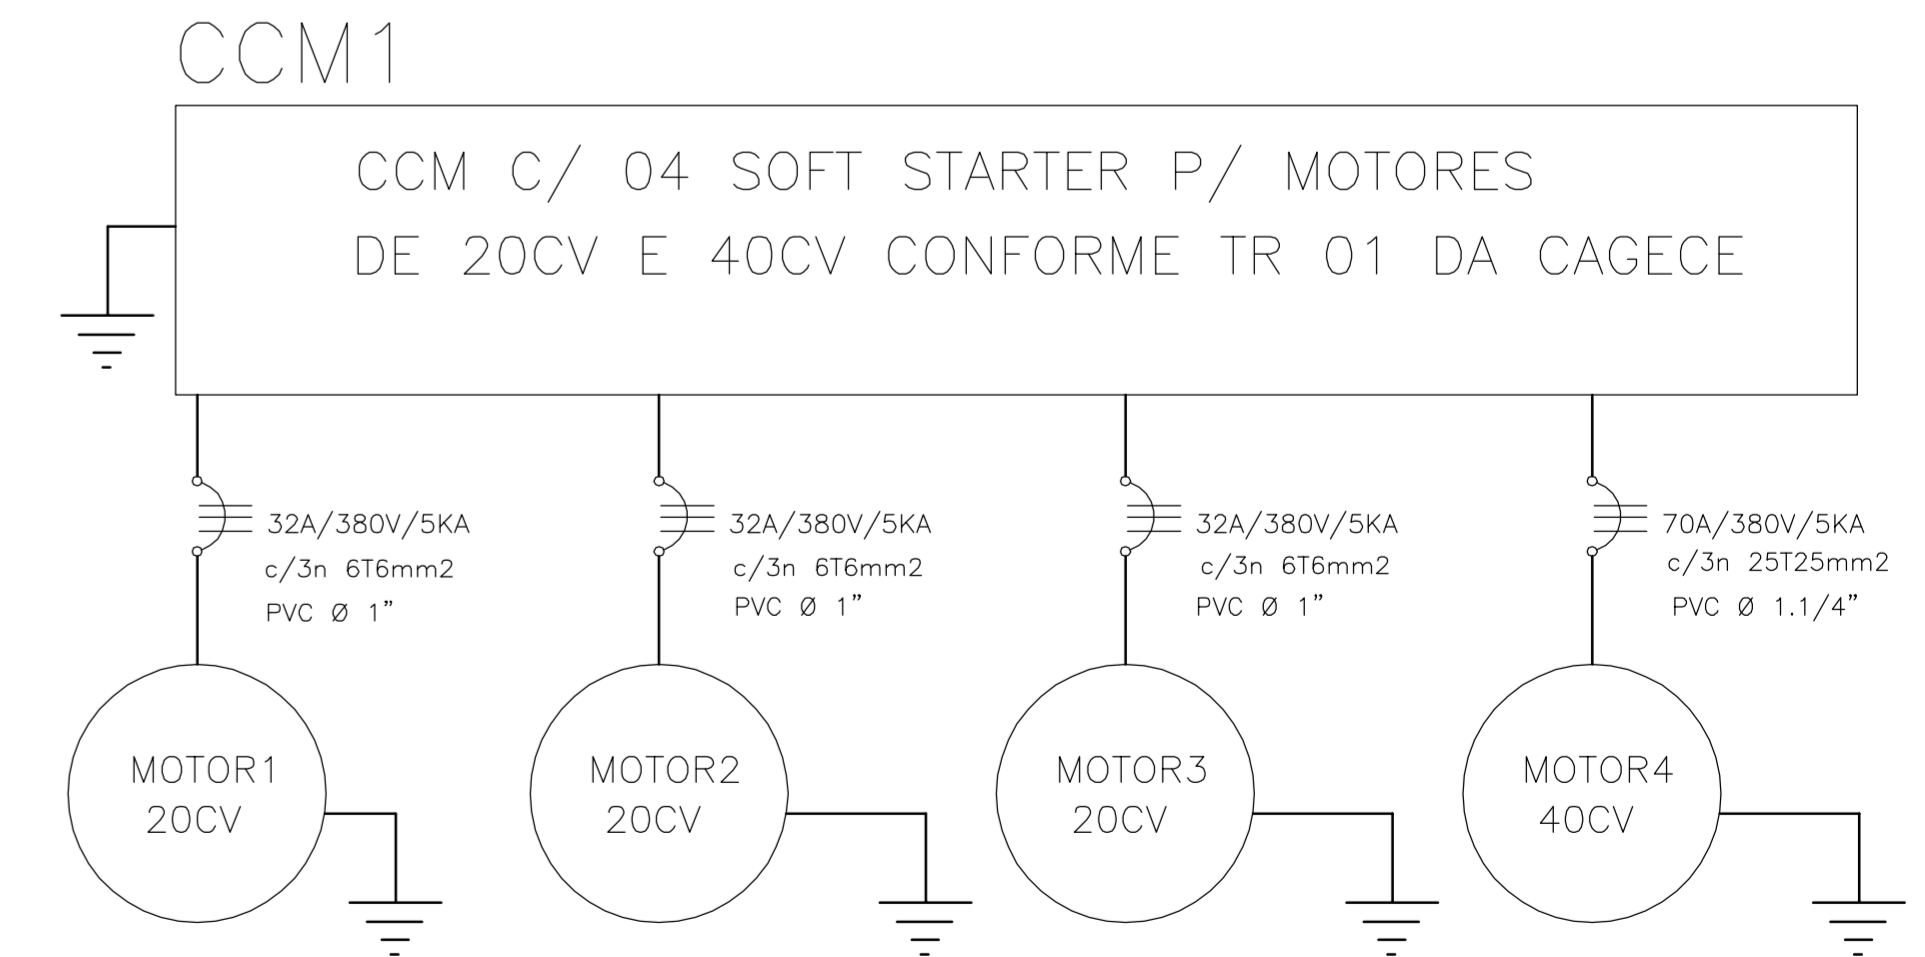 CCM1
CCM C/ 04 SOFT STARTER P/ MOTORES
DE 20CV E 40CV CONFORME TR 01 DA CAGECE
32A/380V/5KA
c/3n 6T6mm2
PVC Ø 1"
32A/380V/5KA
c/3n 6T6mm2
PVC Ø 1"
32A/380V/5KA
c/3n 6T6mm2
PVC Ø 1"
70A/380V/5KA
c/3n 25T25mm2
PVC Ø 1.1/4"
MOTOR1
20CV
MOTOR2
20CV
MOTOR3
20CV
MOTOR4
40CV